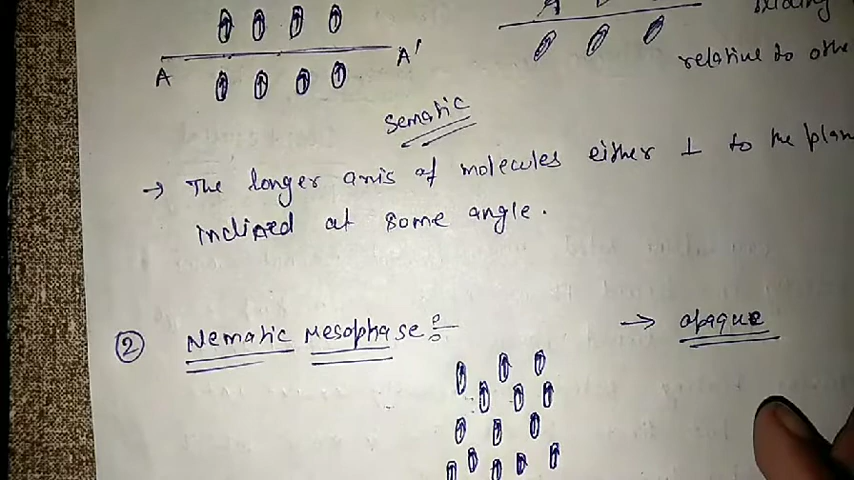 relative to othe
A A'
Sematic
→ The longer axis of molecules either ⊥ to the plan
inclined at some angle.
② Nematic Mesophase :- → opaque